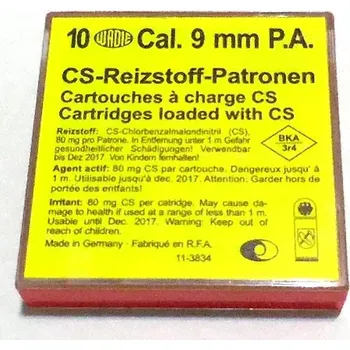 10 WADIE Cal. 9 mm P.A.
CS-Reizstoff-Patronen
Cartouches à charge CS
Cartridges loaded with CS
Reizstoff: CS-Chlorbenzalmalondinitril (CS),
80 mg pro Patrone. In Entfernung unter 1 m Gefahr
gesundheitlicher Schädigungen! Verwendbar
bis Dez 2017. Von Kindern fernhalten!
BKA
3r4
Agent actif: 80 mg CS par cartouche. Dangereux jusqu'à
1 m. Utilisable jusqu'à dec. 2017. Attention: Garder hors de
portée des enfants!
Irritant: 80 mg CS per catridge. May cause da-
mage to health if used at a range of less than 1 m.
Usable until Dec. 2017. Warning: Keep out of
reach of children.
Made in Germany - Fabriqué en R.F.A.
11-3834